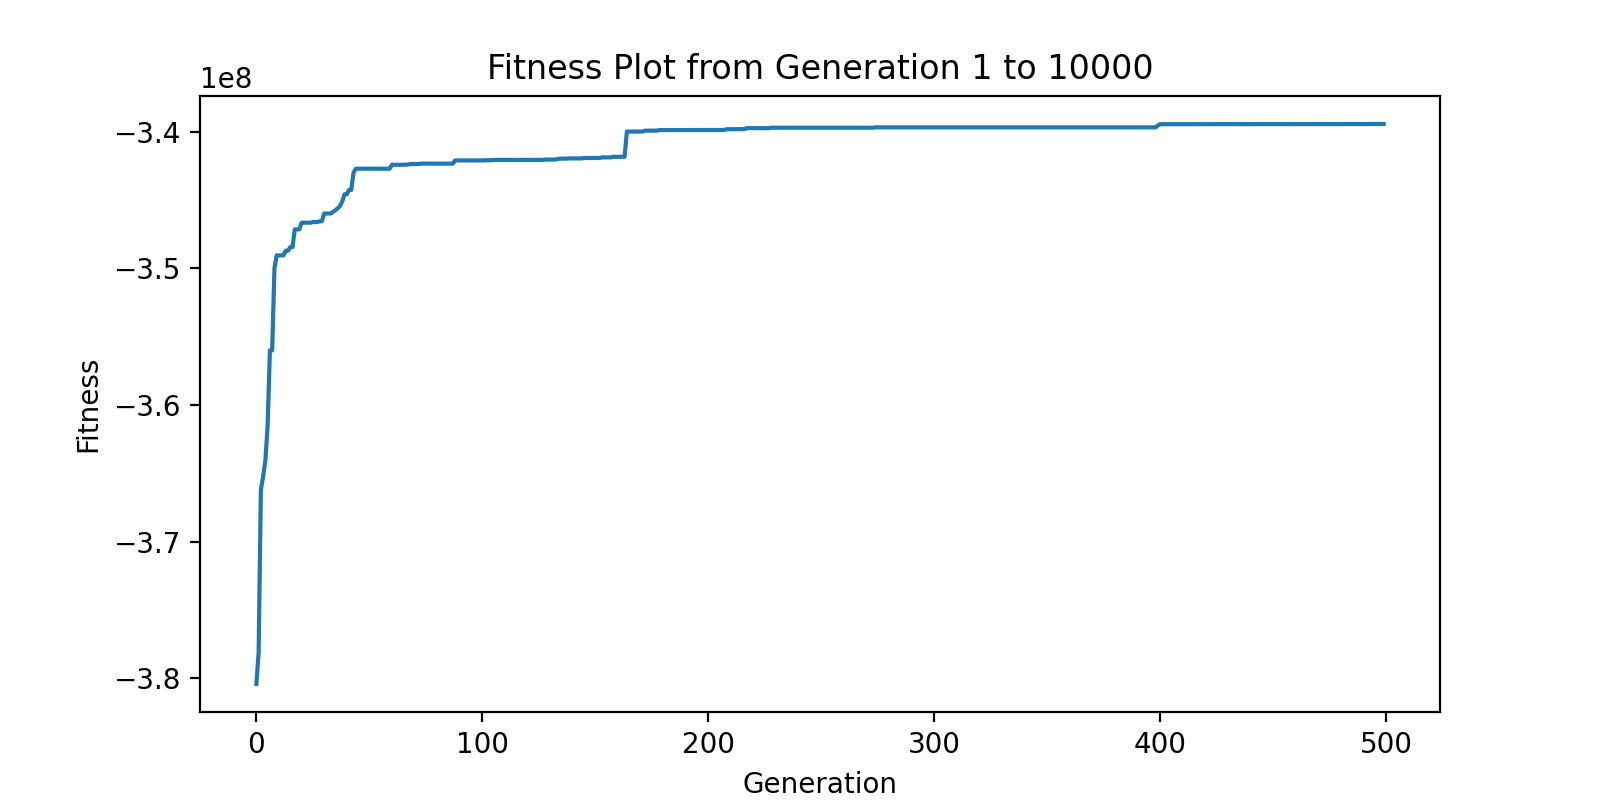 Fitness Plot from Generation 1 to 10000
1e8
−3.4
−3.5
−3.6
−3.7
−3.8
Fitness
0 100 200 300 400 500
Generation